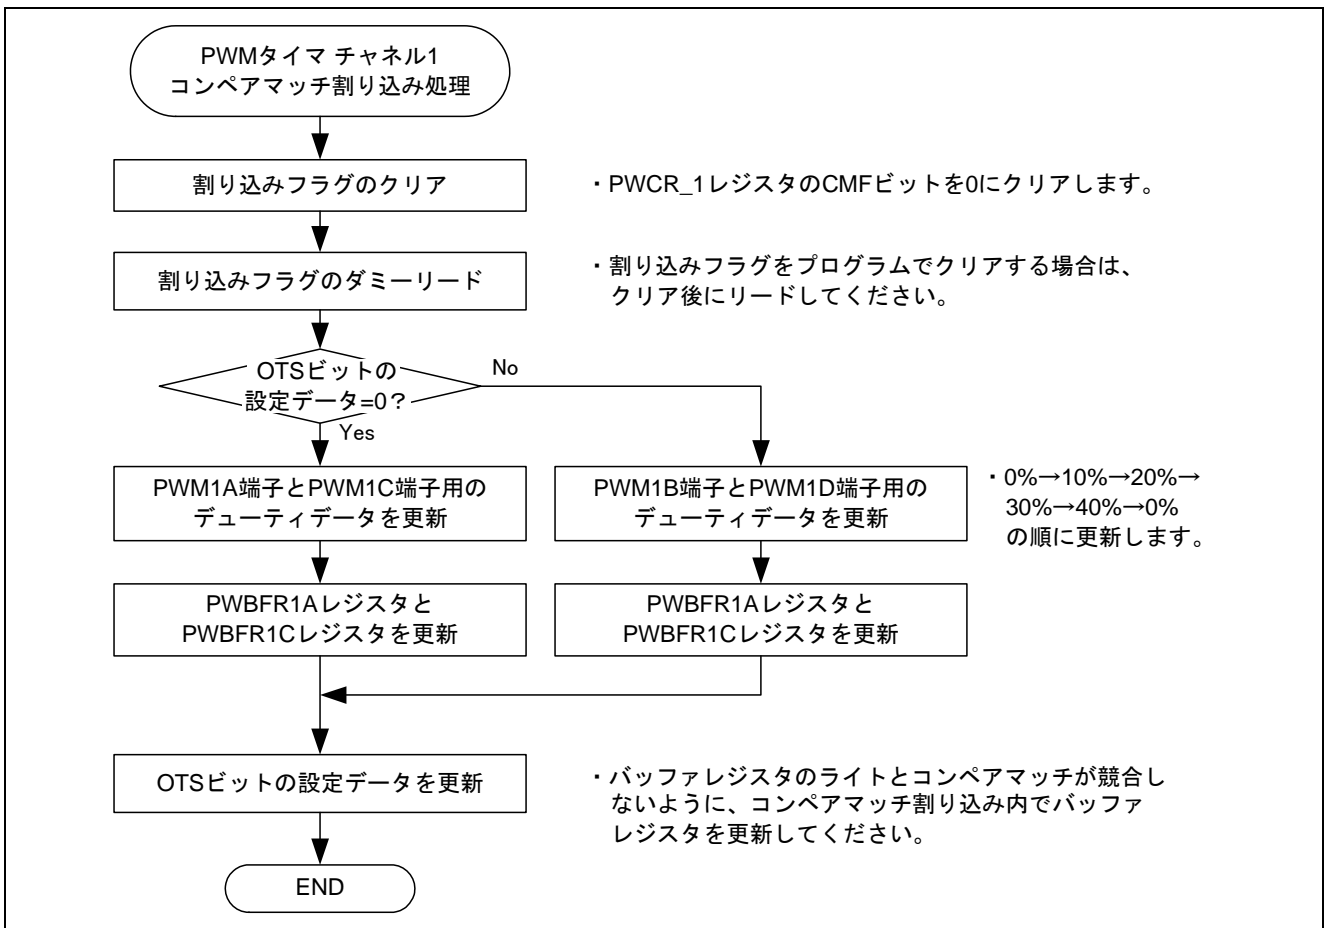 PWMタイマ チャネル1
コンペアマッチ割り込み処理
割り込みフラグのクリア
・PWCR_1レジスタのCMFビットを0にクリアします。
割り込みフラグのダミーリード
・割り込みフラグをプログラムでクリアする場合は、
クリア後にリードしてください。
OTSビットの
設定データ=0？
No
Yes
PWM1A端子とPWM1C端子用の
デューティデータを更新
PWM1B端子とPWM1D端子用の
デューティデータを更新
・0%→10%→20%→
30%→40%→0%
の順に更新します。
PWBFR1Aレジスタと
PWBFR1Cレジスタを更新
PWBFR1Aレジスタと
PWBFR1Cレジスタを更新
OTSビットの設定データを更新
・バッファレジスタのライトとコンペアマッチが競合し
ないように、コンペアマッチ割り込み内でバッファ
レジスタを更新してください。
END